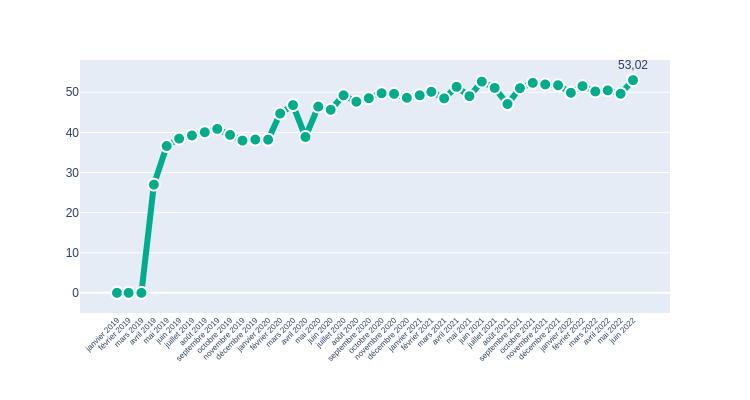 53,02
50
40
30
20
10
0
janvier 2019
février 2019
mars 2019
avril 2019
mai 2019
juin 2019
juillet 2019
août 2019
septembre 2019
octobre 2019
novembre 2019
décembre 2019
janvier 2020
février 2020
mars 2020
avril 2020
mai 2020
juin 2020
juillet 2020
août 2020
septembre 2020
octobre 2020
novembre 2020
décembre 2020
janvier 2021
février 2021
mars 2021
avril 2021
mai 2021
juin 2021
juillet 2021
août 2021
septembre 2021
octobre 2021
novembre 2021
décembre 2021
janvier 2022
février 2022
mars 2022
avril 2022
mai 2022
juin 2022